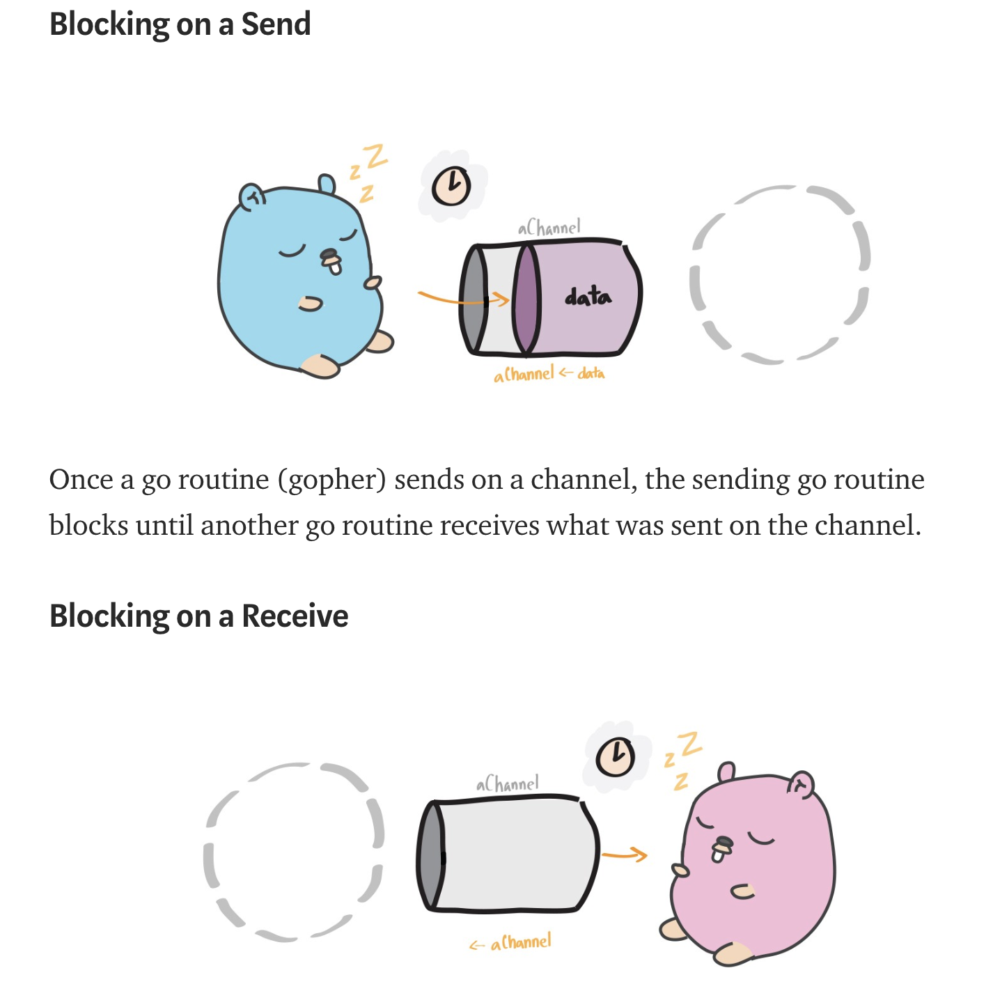 Blocking on a Send
z Z
z
aChannel
data
aChannel <- data
Once a go routine (gopher) sends on a channel, the sending go routine
blocks until another go routine receives what was sent on the channel.
Blocking on a Receive
z Z
z
aChannel
<- aChannel